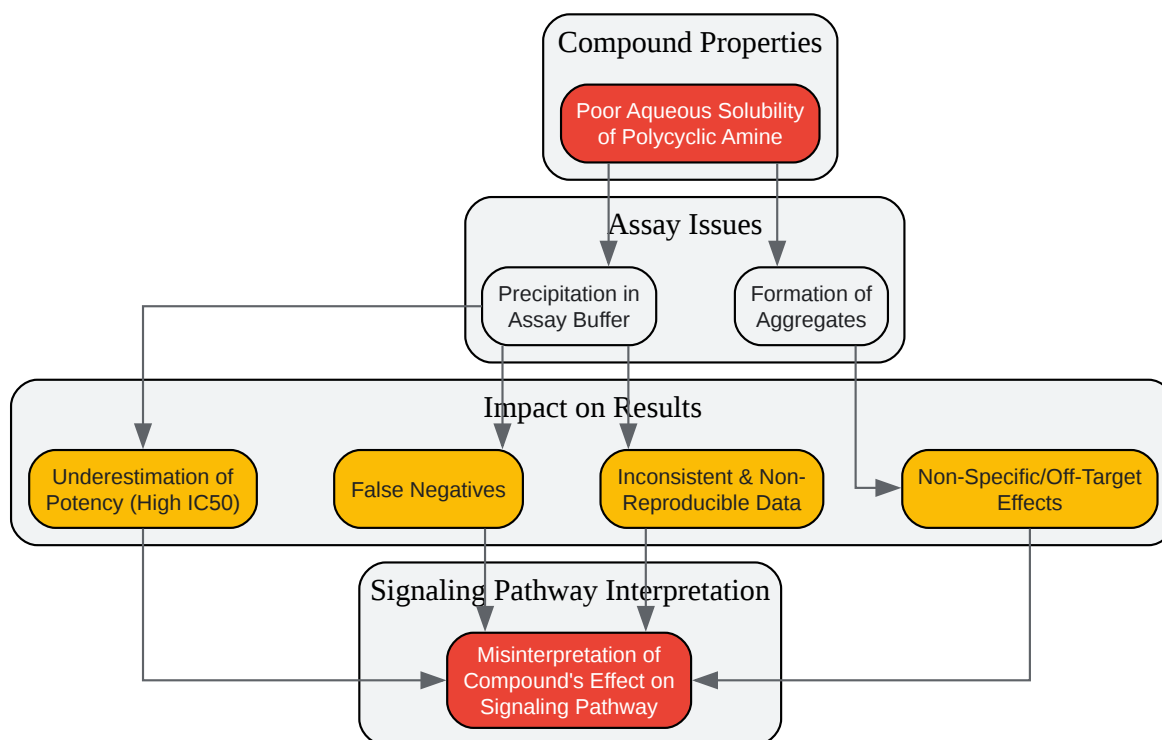 Compound Properties
Poor Aqueous Solubility
of Polycyclic Amine
Assay Issues
Precipitation in
Assay Buffer
Formation of
Aggregates
Impact on Results
Underestimation of
Potency (High IC50)
False Negatives
Inconsistent & Non-
Reproducible Data
Non-Specific/Off-Target
Effects
Signaling Pathway Interpretation
Misinterpretation of
Compound's Effect on
Signaling Pathway